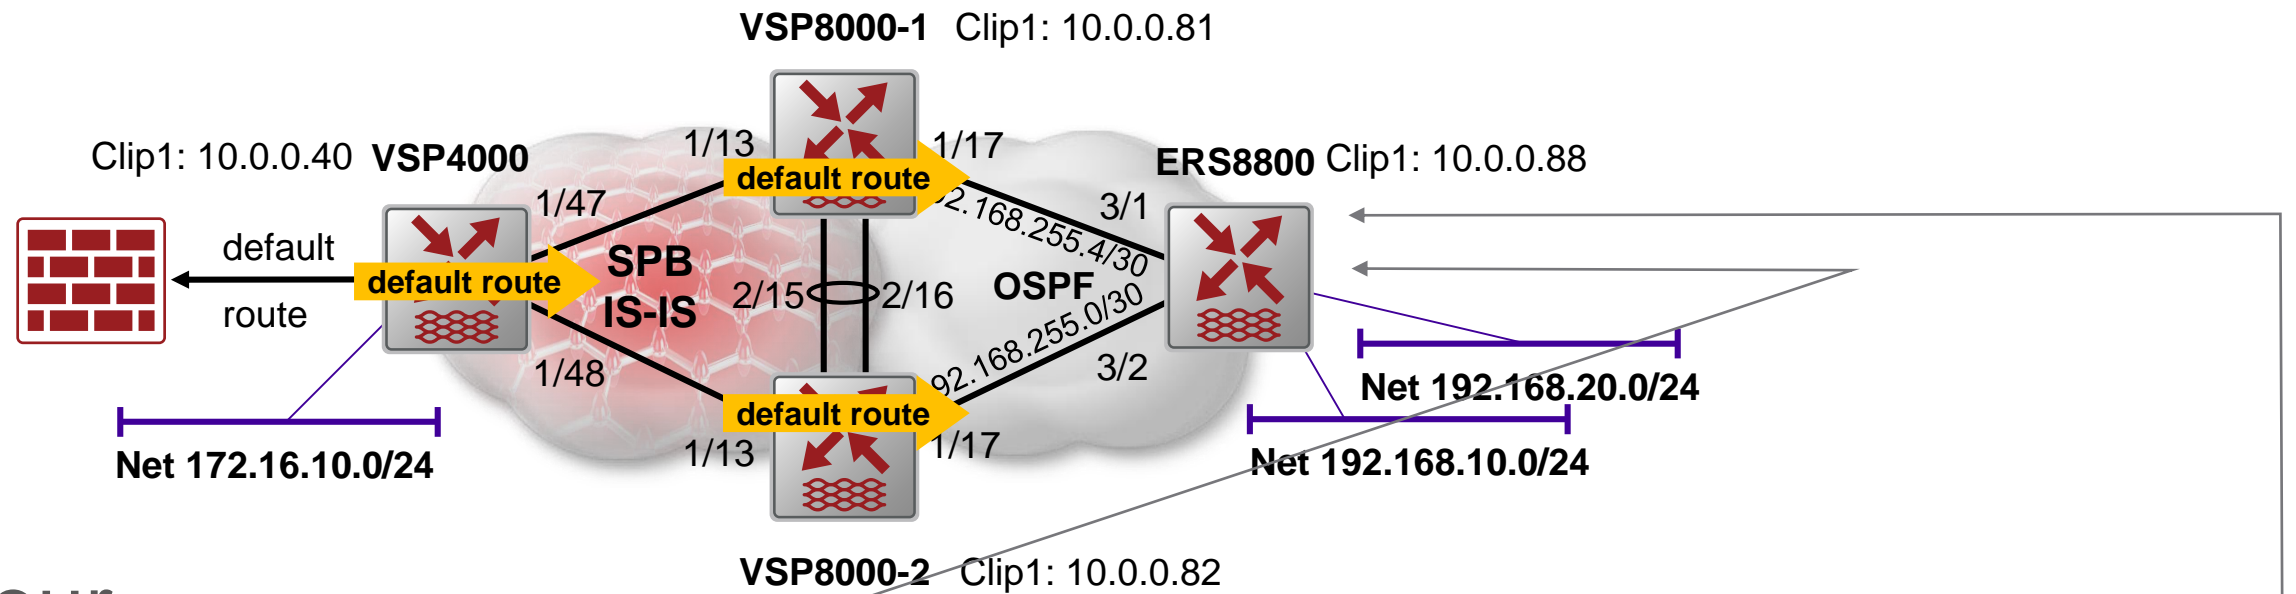 VSP8000-1 Clip1: 10.0.0.81
Clip1: 10.0.0.40 VSP4000
1/13
1/17
ERS8800 Clip1: 10.0.0.88
default route
1/47
3/1
2.168.255.4/30
default
route
default route
SPB
IS-IS
2/15
2/16
OSPF
92.168.255.0/30
1/48
3/2
Net 192.168.20.0/24
default route
1/13
1/17
Net 172.16.10.0/24
Net 192.168.10.0/24
VSP8000-2 Clip1: 10.0.0.82